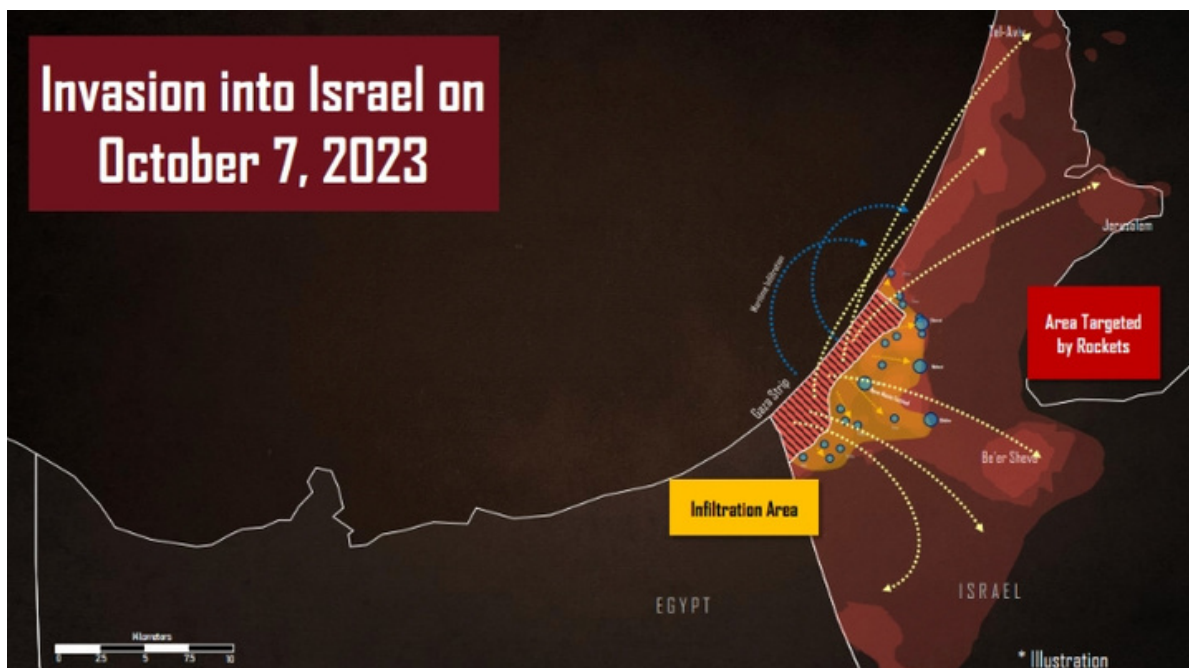 Invasion into Israel on
October 7, 2023
Tel-Aviv
Jerusalem
Maritime Infiltration
Area Targeted
by Rockets
Gaza Strip
Be'er Sheva
Infiltration Area
ISRAEL
EGYPT
Kilometers
0 2.5 5 7.5 10
* Illustration